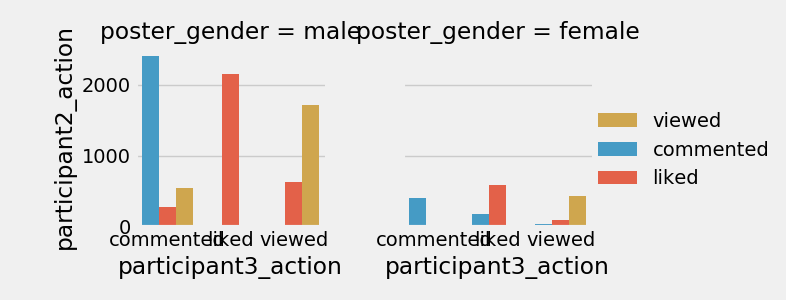 poster_gender = male
poster_gender = female
participant2_action
2000
1000
0
commented
liked
viewed
participant3_action
commented
liked
viewed
participant3_action
viewed
commented
liked